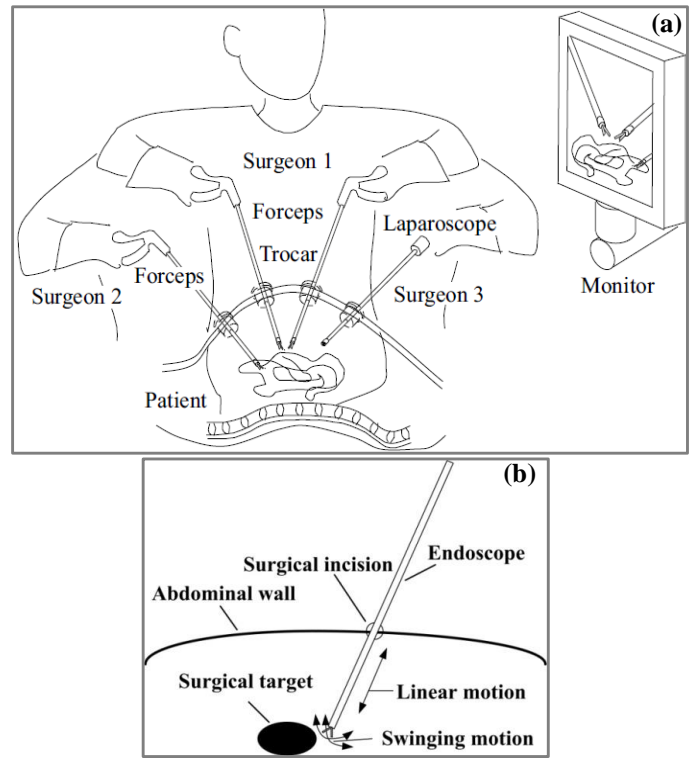 (a)
Surgeon 1
Forceps
Trocar
Laparoscope
Forceps
Surgeon 2
Surgeon 3
Monitor
Patient
(b)
Surgical incision
Endoscope
Abdominal wall
Surgical target
Linear motion
Swinging motion